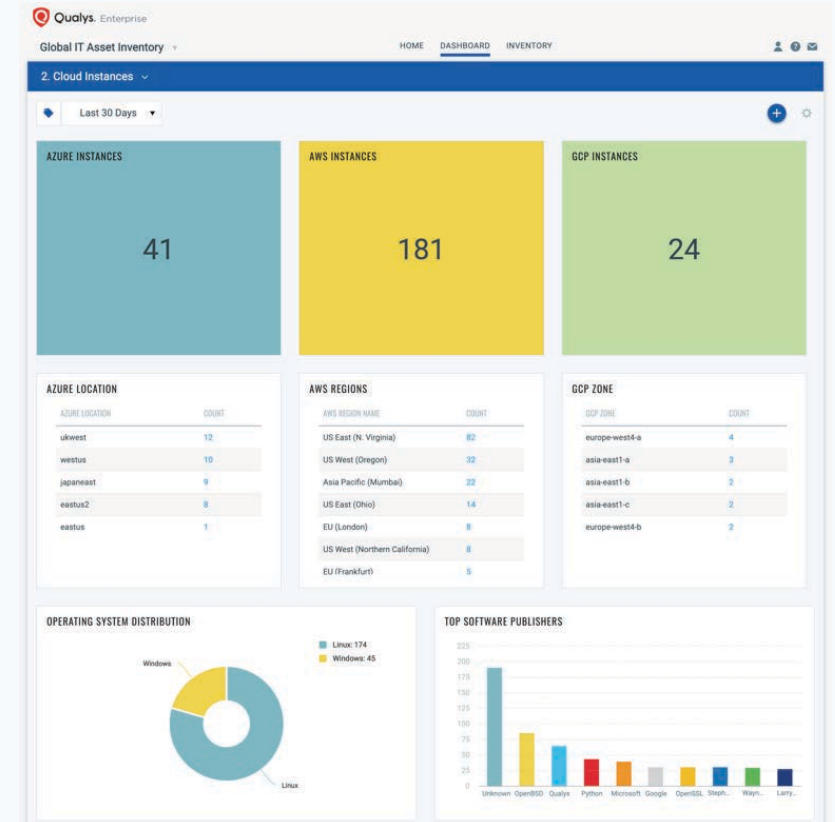 Qualys. Enterprise
Global IT Asset Inventory
HOME DASHBOARD INVENTORY
2. Cloud Instances
Last 30 Days
AZURE INSTANCES
41
AWS INSTANCES
181
GCP INSTANCES
24
AZURE LOCATION
AZURE LOCATION COUNT
ukwest 12
westus 10
japaneast 9
eastus2 8
eastus 1
AWS REGIONS
AWS REGION NAME COUNT
US East (N. Virginia) 82
US West (Oregon) 32
Asia Pacific (Mumbai) 22
US East (Ohio) 14
EU (London) 8
US West (Northern California) 8
EU (Frankfurt) 5
GCP ZONE
GCP ZONE COUNT
europe-west4-a 4
asia-east1-a 3
asia-east1-b 2
asia-east1-c 2
europe-west4-b 2
OPERATING SYSTEM DISTRIBUTION
Linux: 174
Windows: 45
Windows
Linux
TOP SOFTWARE PUBLISHERS
225
200
175
150
125
100
75
50
25
0
Unknown OpenBSD Qualys Python Microsoft Google OpenSSL Steph... Wayn... Larry...